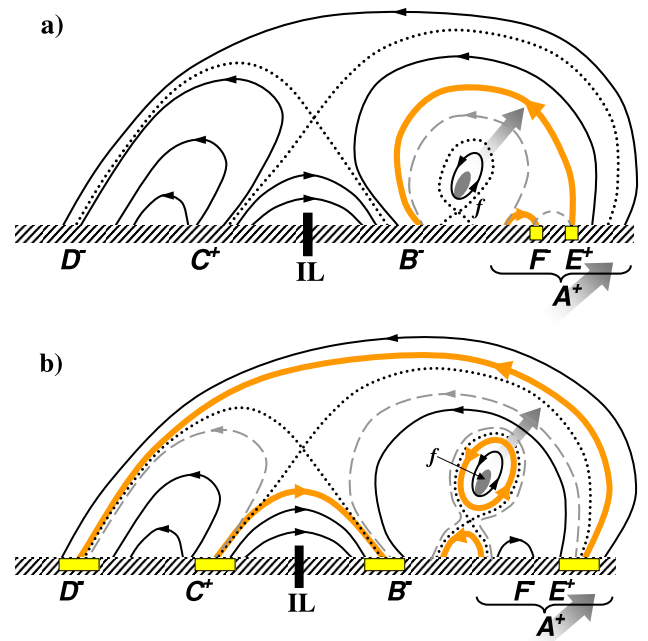 a)
f
D⁻ C⁺ IL B⁻ F⁻ E⁺
A⁺
b)
f
D⁻ C⁺ IL B⁻ F⁻ E⁺
A⁺